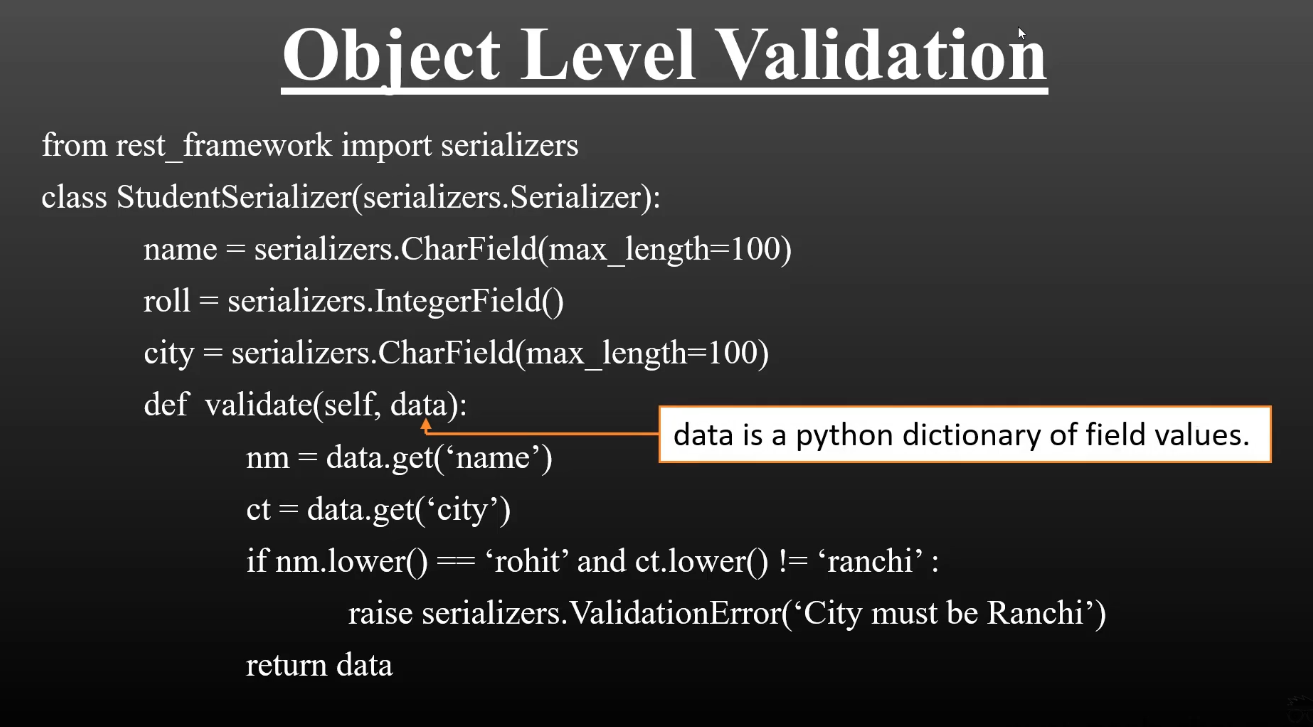 Object Level Validation
from rest_framework import serializers
class StudentSerializer(serializers.Serializer):
name = serializers.CharField(max_length=100)
roll = serializers.IntegerField()
city = serializers.CharField(max_length=100)
def  validate(self, data):
data is a python dictionary of field values.
nm = data.get(‘name’)
ct = data.get(‘city’)
if nm.lower() == ‘rohit’ and ct.lower() != ‘ranchi’ :
raise serializers.ValidationError(‘City must be Ranchi’)
return data